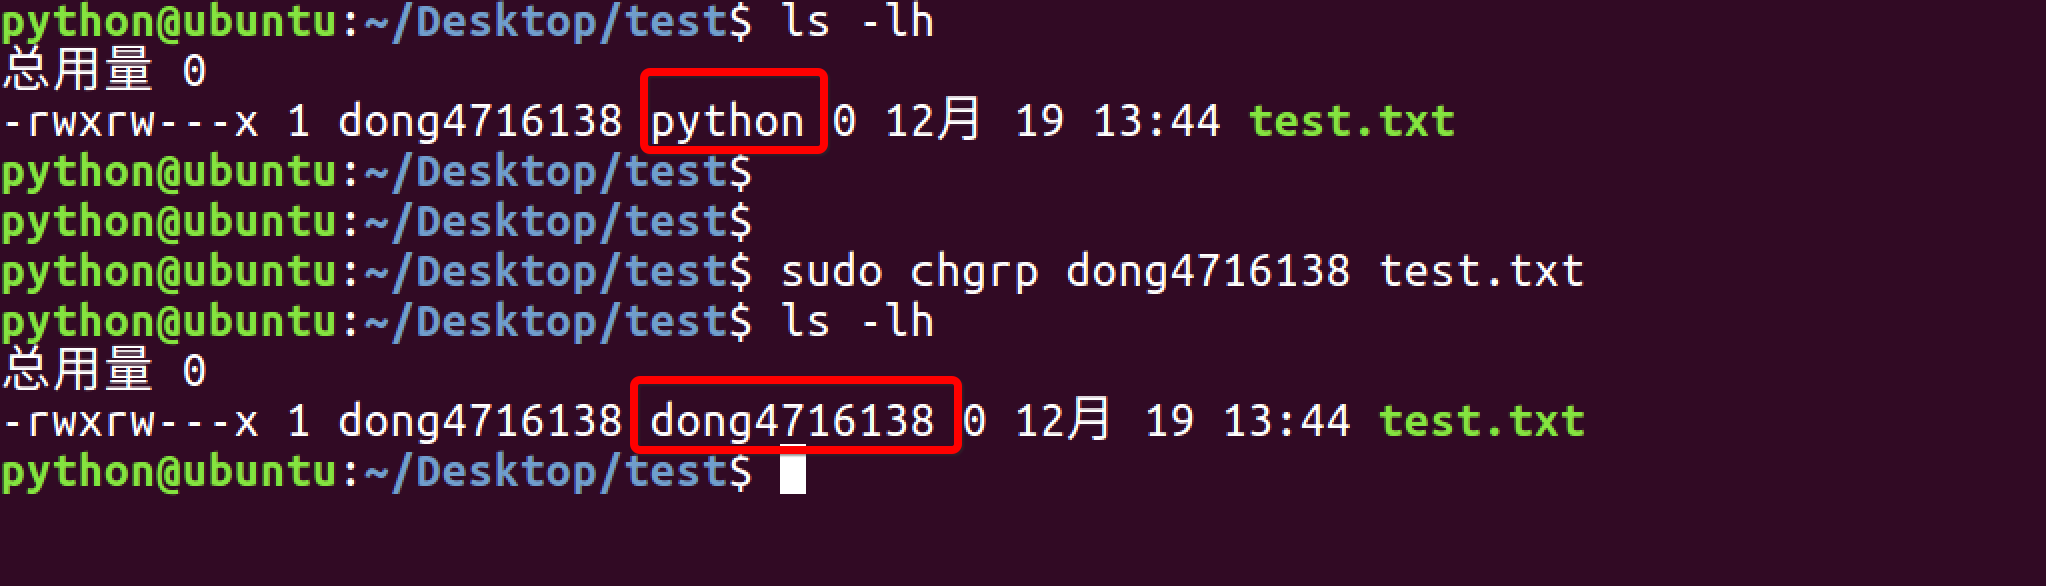 python@ubuntu:~/Desktop/test$ ls -lh
总用量 0
-rwxrw---x 1 dong4716138 python 0 12月 19 13:44 test.txt
python@ubuntu:~/Desktop/test$
python@ubuntu:~/Desktop/test$
python@ubuntu:~/Desktop/test$ sudo chgrp dong4716138 test.txt
python@ubuntu:~/Desktop/test$ ls -lh
总用量 0
-rwxrw---x 1 dong4716138 dong4716138 0 12月 19 13:44 test.txt
python@ubuntu:~/Desktop/test$